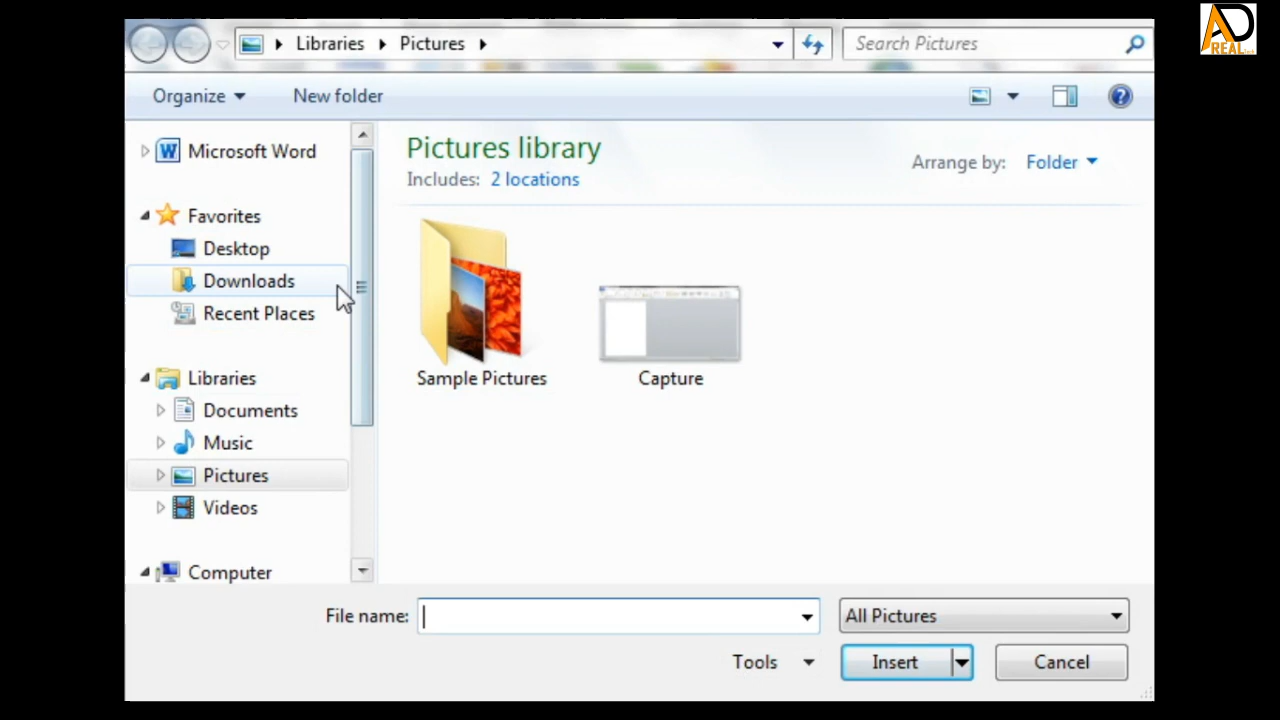 AD
REAL
Libraries Pictures
Search Pictures
Organize
New folder
Microsoft Word
Favorites
Desktop
Downloads
Recent Places
Libraries
Documents
Music
Pictures
Videos
Computer
Pictures library
Includes: 2 locations
Arrange by: Folder
Sample Pictures
Capture
File name:
All Pictures
Tools
Insert
Cancel